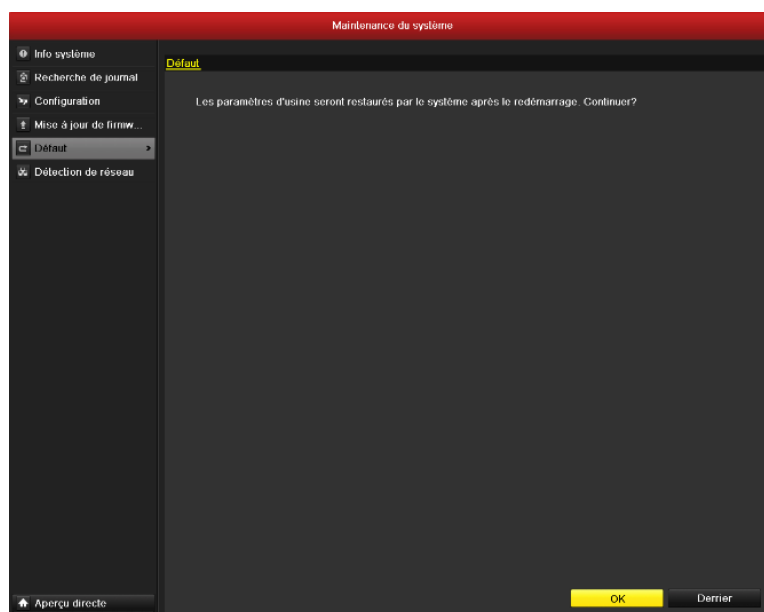 Maintenance du système
Info système
Recherche de journal
Configuration
Mise à jour de firmw...
Défaut
Détection de réseau
Aperçu directe
Défaut
Les paramètres d'usine seront restaurés par le système après le redémarrage. Continuer?
OK
Derrier